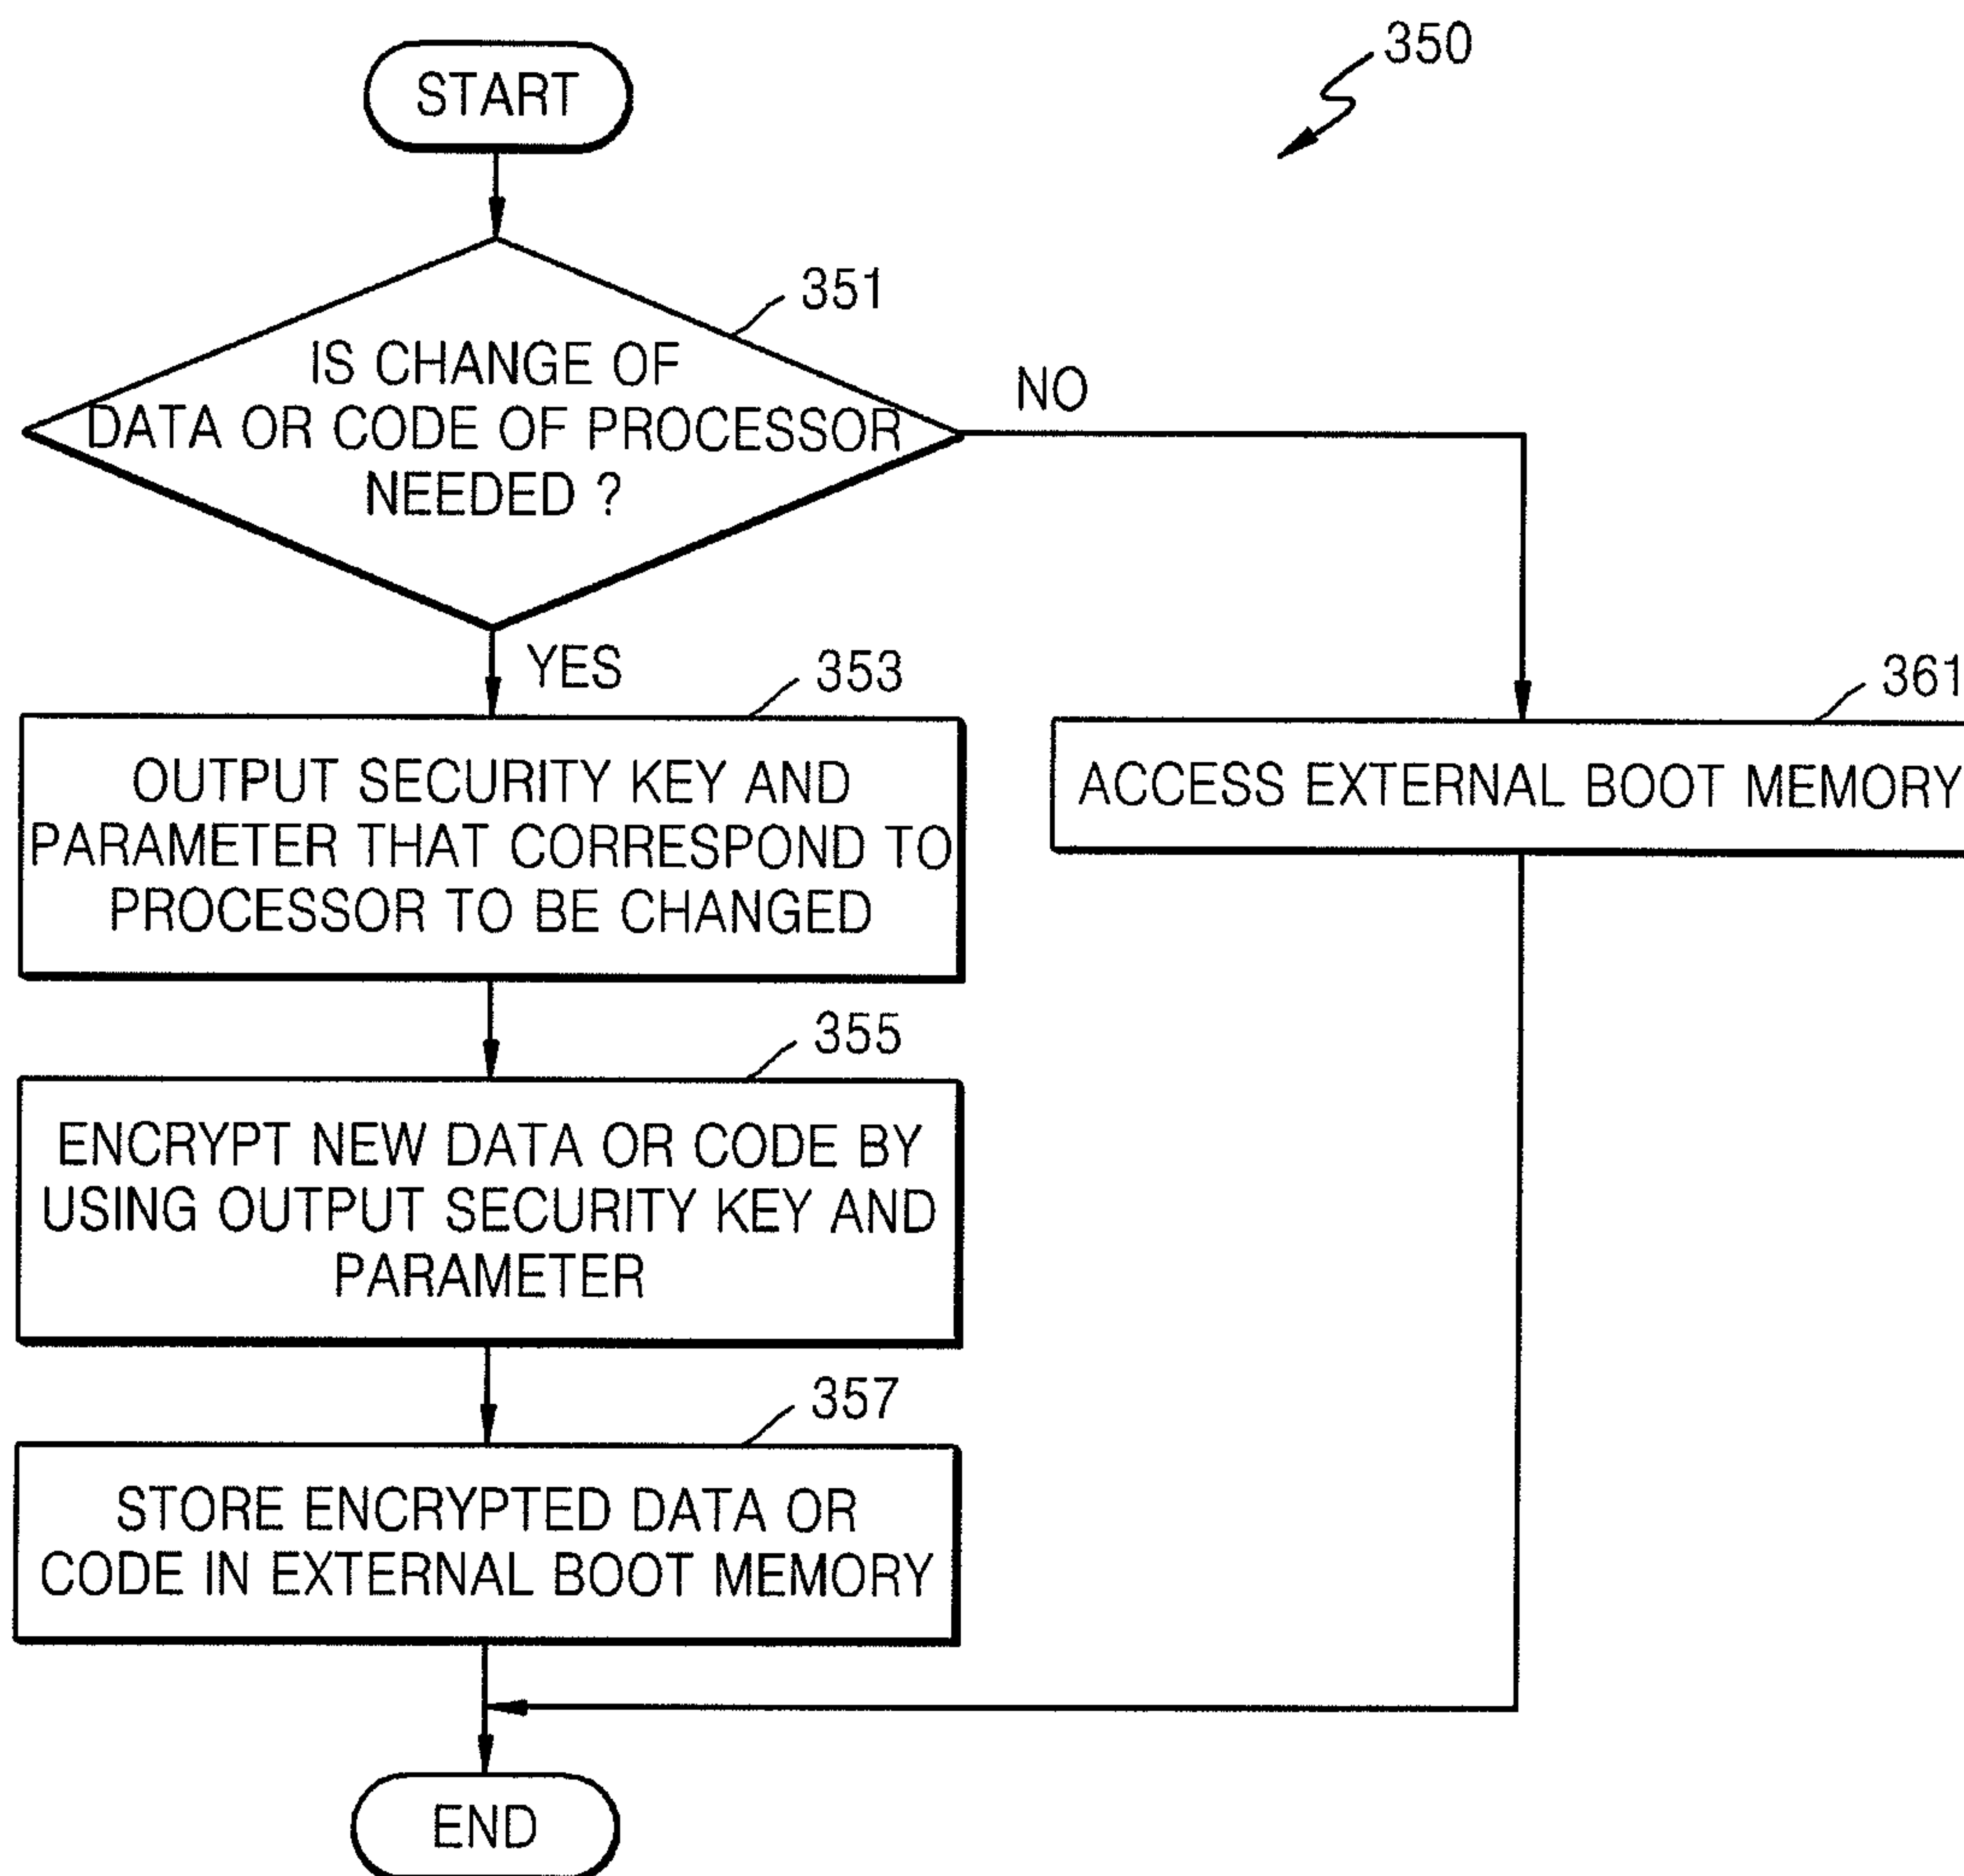 350
START
351
IS CHANGE OF
DATA OR CODE OF PROCESSOR
NEEDED ?
NO
YES
353
OUTPUT SECURITY KEY AND
PARAMETER THAT CORRESPOND TO
PROCESSOR TO BE CHANGED
361
ACCESS EXTERNAL BOOT MEMORY
355
ENCRYPT NEW DATA OR CODE BY
USING OUTPUT SECURITY KEY AND
PARAMETER
357
STORE ENCRYPTED DATA OR
CODE IN EXTERNAL BOOT MEMORY
END